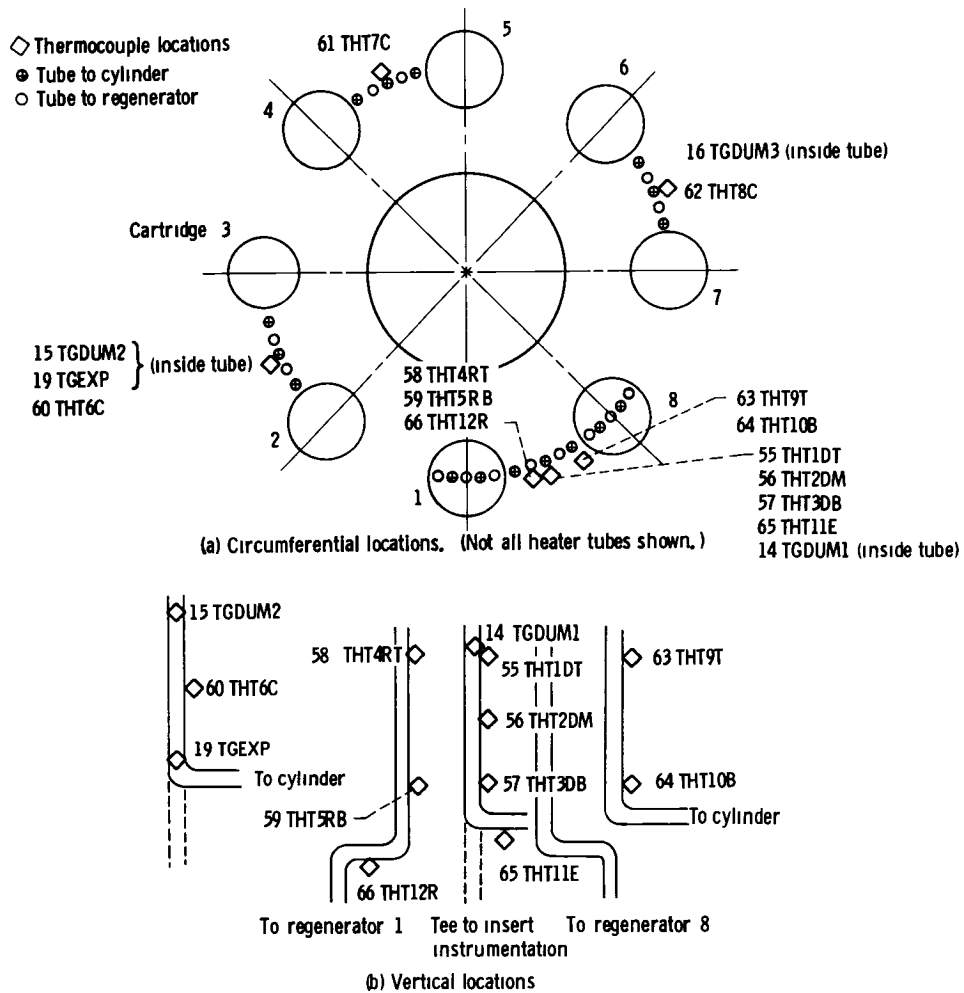 Thermocouple locations
Tube to cylinder
Tube to regenerator
61 THT7C
5
6
4
16 TGDUM3 (inside tube)
62 THT8C
Cartridge 3
7
15 TGDUM2
19 TGEXP
(inside tube)
60 THT6C
2
58 THT4RT
59 THT5RB
66 THT12R
8
63 THT9T
64 THT10B
1
55 THT1DT
56 THT2DM
57 THT3DB
65 THT11E
14 TGDUM1 (inside tube)
(a) Circumferential locations. (Not all heater tubes shown.)
15 TGDUM2
60 THT6C
19 TGEXP
To cylinder
58 THT4RT
59 THT5RB
66 THT12R
14 TGDUM1
55 THT1DT
56 THT2DM
57 THT3DB
65 THT11E
63 THT9T
64 THT10B
To cylinder
To regenerator 1
Tee to insert
instrumentation
To regenerator 8
(b) Vertical locations